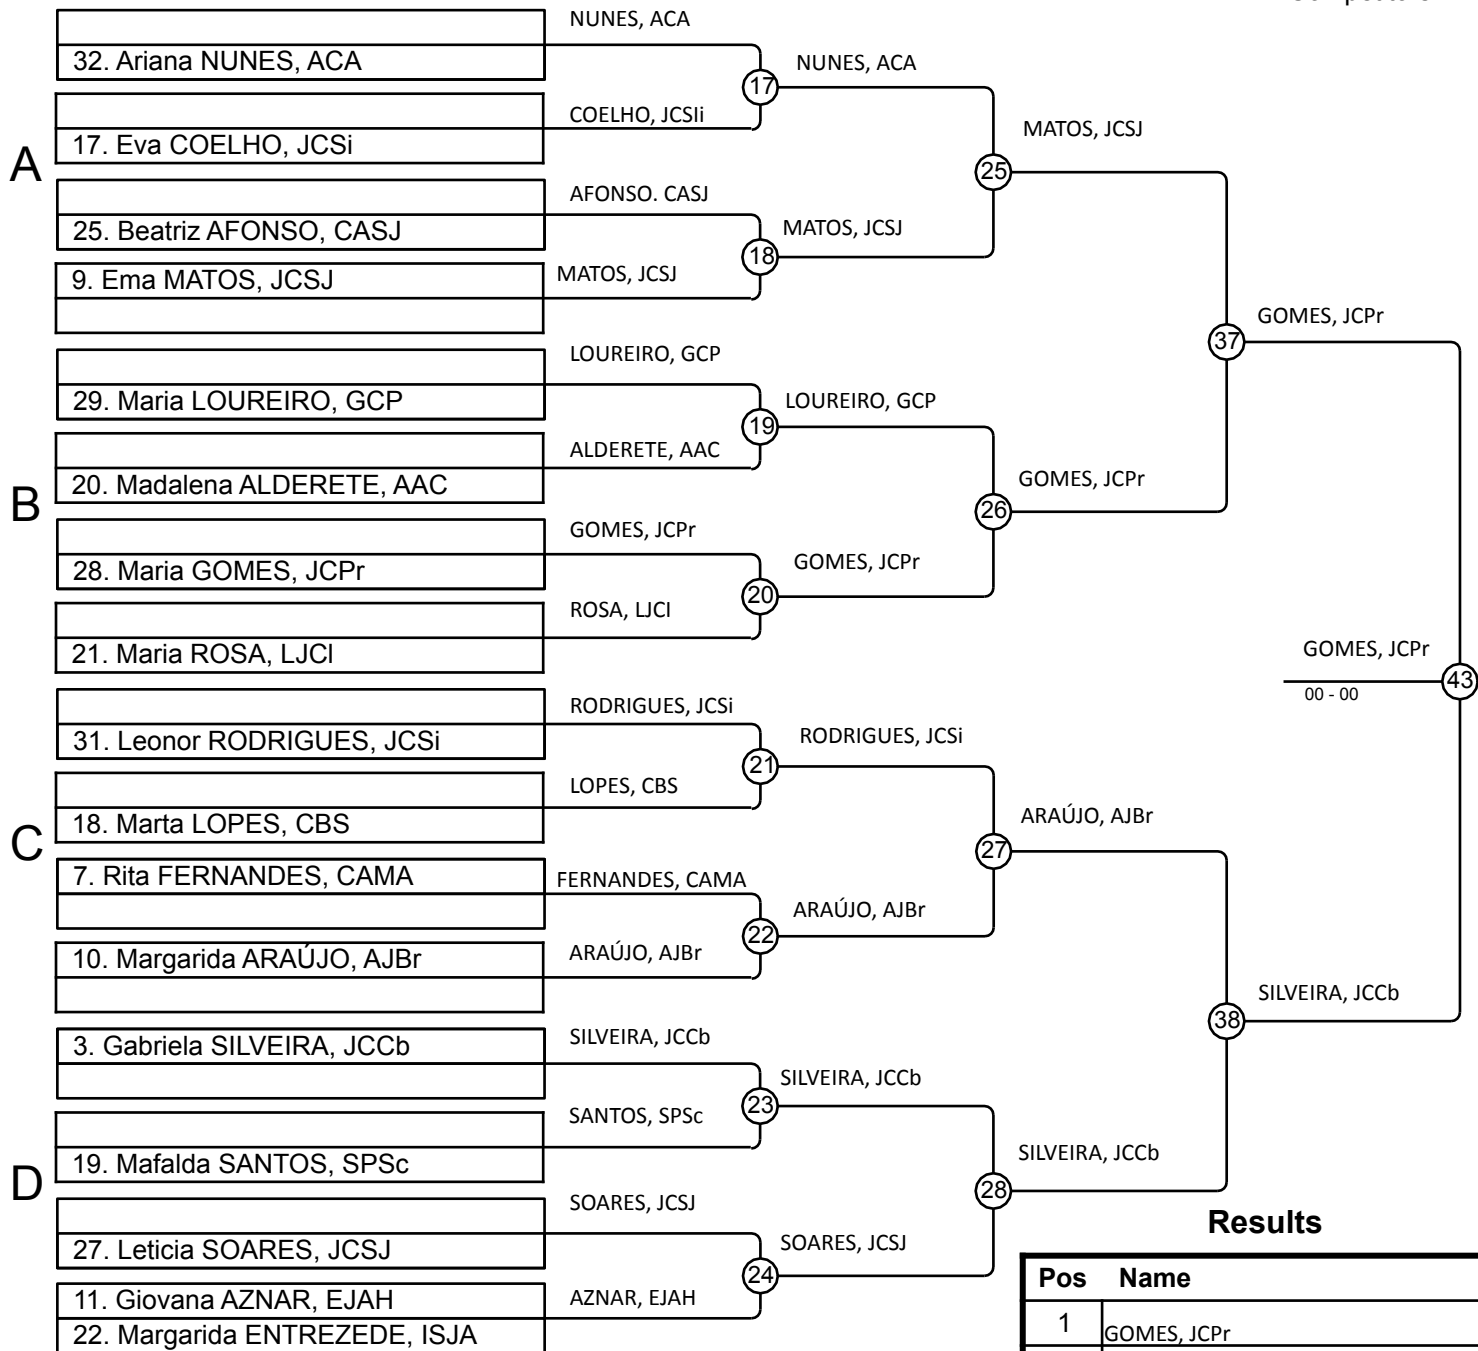 NUNES, ACA
32. Ariana NUNES, ACA
17
NUNES, ACA
COELHO, JCSIi
17. Eva COELHO, JCSi
A
MATOS, JCSJ
25
AFONSO. CASJ
25. Beatriz AFONSO, CASJ
18
MATOS, JCSJ
9. Ema MATOS, JCSJ
MATOS, JCSJ
37
GOMES, JCPr
LOUREIRO, GCP
29. Maria LOUREIRO, GCP
19
LOUREIRO, GCP
ALDERETE, AAC
20. Madalena ALDERETE, AAC
B
GOMES, JCPr
26
GOMES, JCPr
28. Maria GOMES, JCPr
20
GOMES, JCPr
ROSA, LJCI
21. Maria ROSA, LJCI
GOMES, JCPr
43
00 - 00
RODRIGUES, JCSi
31. Leonor RODRIGUES, JCSi
21
RODRIGUES, JCSi
LOPES, CBS
18. Marta LOPES, CBS
C
ARAÚJO, AJBr
27
7. Rita FERNANDES, CAMA
FERNANDES, CAMA
22
ARAÚJO, AJBr
10. Margarida ARAÚJO, AJBr
ARAÚJO, AJBr
38
SILVEIRA, JCCb
3. Gabriela SILVEIRA, JCCb
SILVEIRA, JCCb
23
SILVEIRA, JCCb
SANTOS, SPSc
19. Mafalda SANTOS, SPSc
D
SILVEIRA, JCCb
28
SOARES, JCSJ
27. Leticia SOARES, JCSJ
24
SOARES, JCSJ
11. Giovana AZNAR, EJAH
AZNAR, EJAH
22. Margarida ENTREZEDE, ISJA
Results
Pos Name
1 GOMES, JCPr